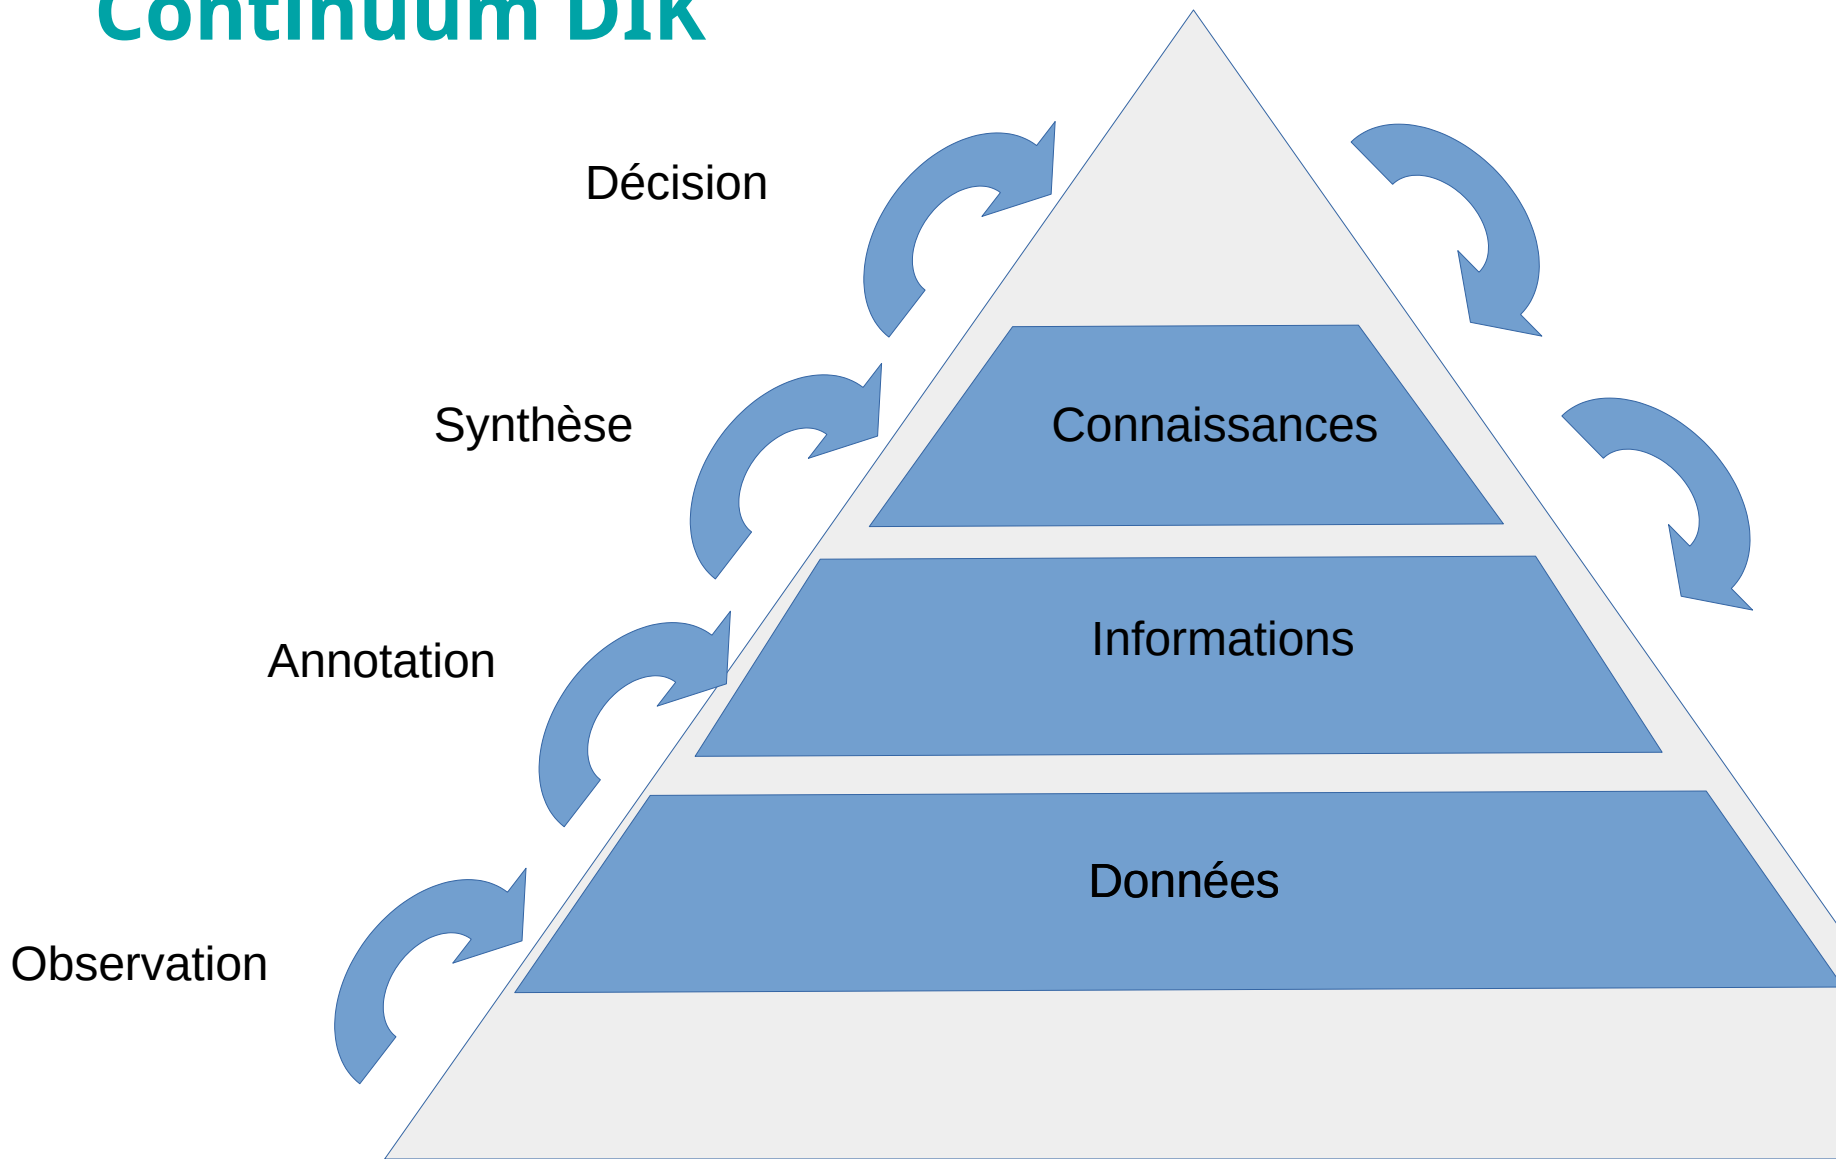 Continuum DIK
Décision
Synthèse
Connaissances
Informations
Annotation
Données
Observation